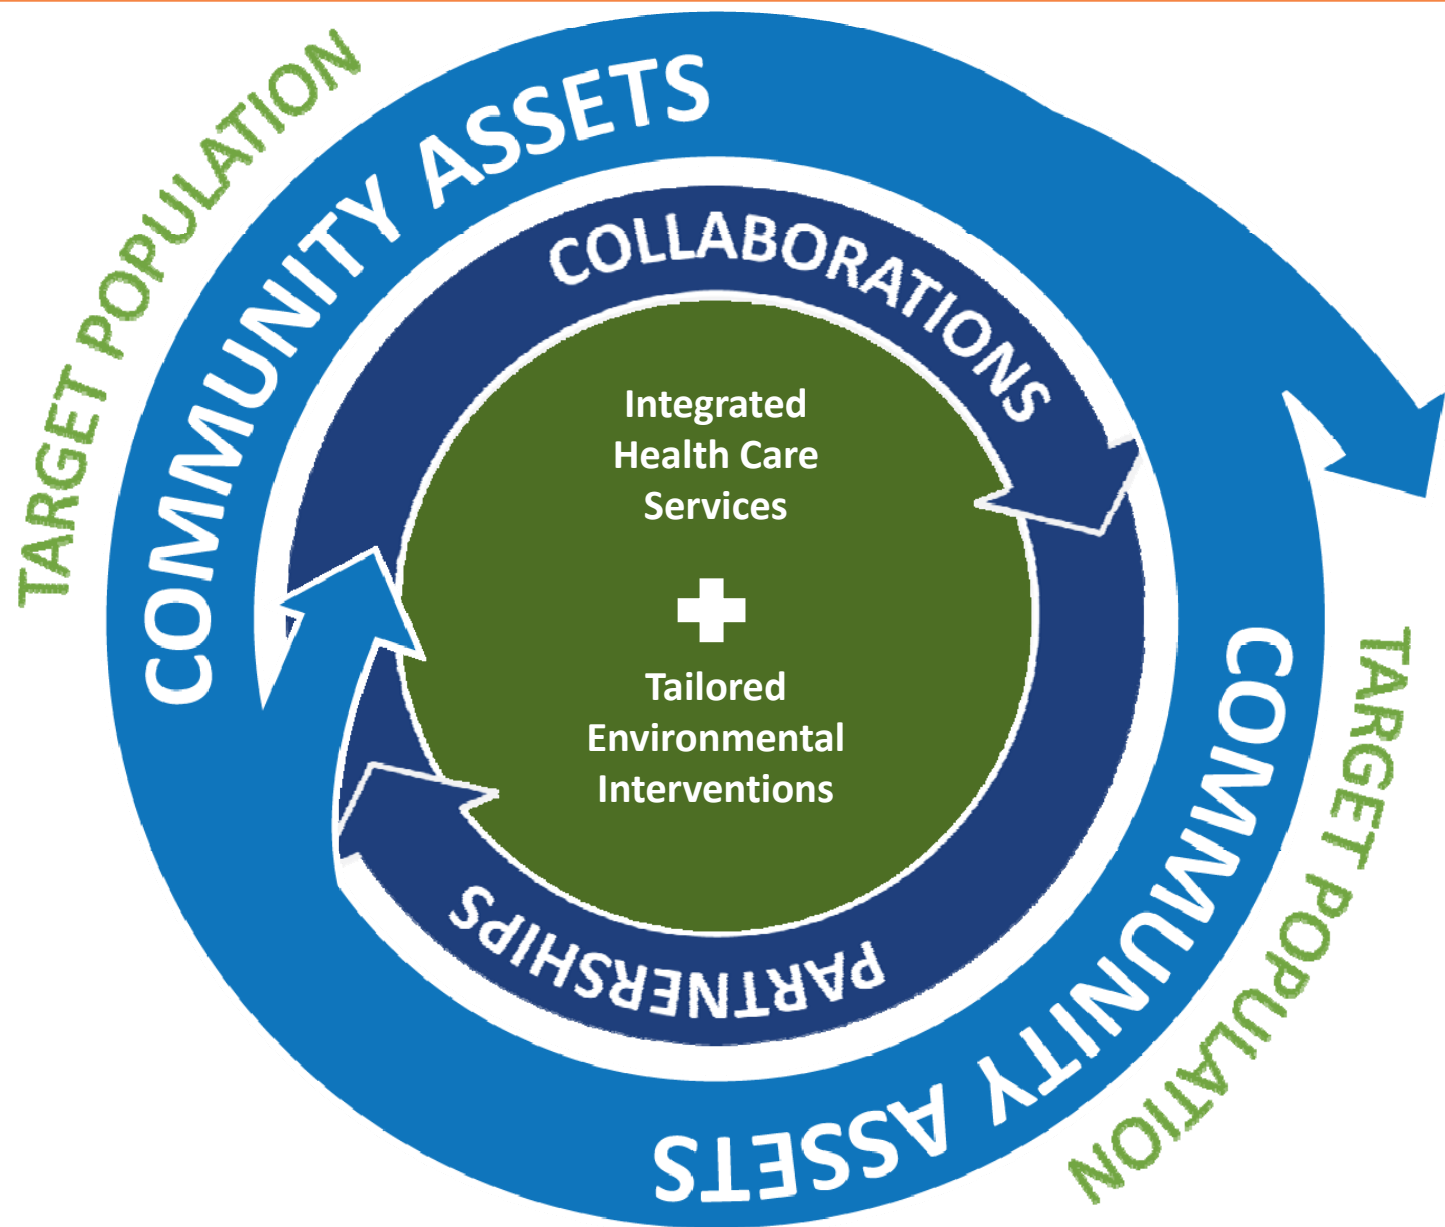 TARGET POPULATION
COMMUNITY ASSETS
COLLABORATIONS
Integrated
Health Care
Services
Tailored
Environmental
Interventions
PARTNERSHIPS
COMMUNITY ASSETS
TARGET POPULATION